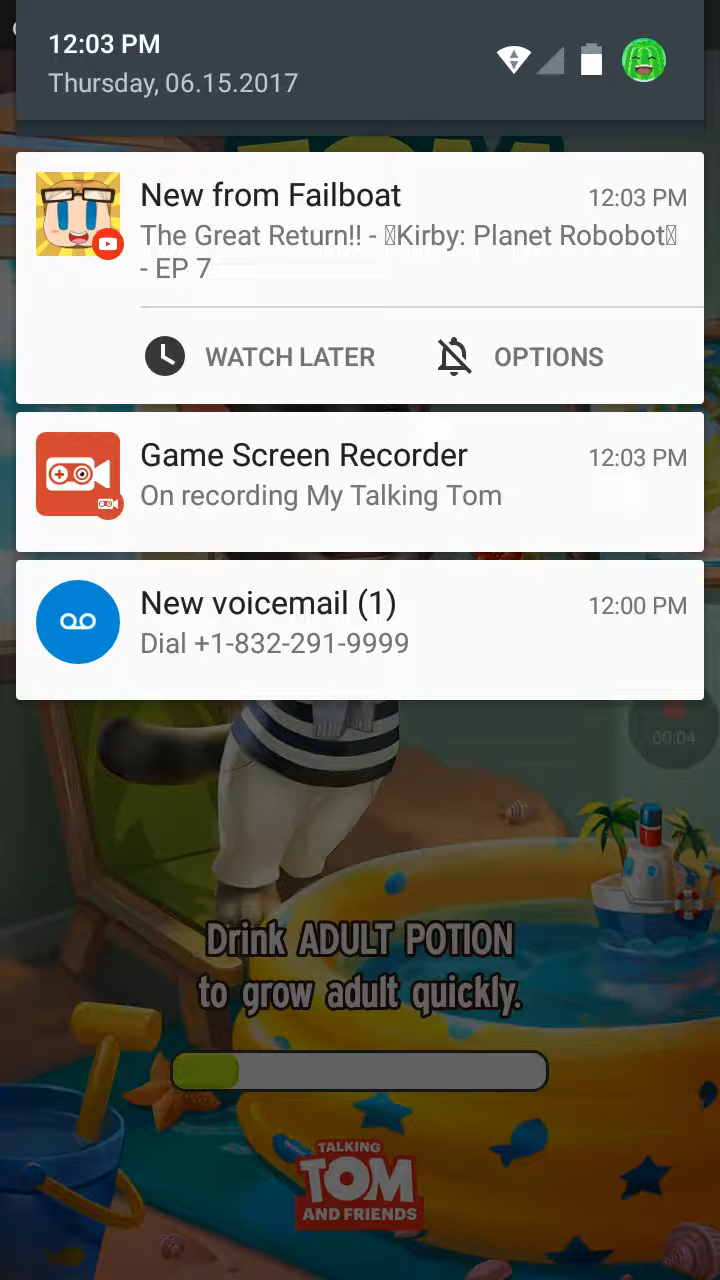 12:03 PM
Thursday, 06.15.2017
New from Failboat
12:03 PM
The Great Return!! - Kirby: Planet Robobot
- EP 7
WATCH LATER
OPTIONS
Game Screen Recorder
12:03 PM
On recording My Talking Tom
New voicemail (1)
12:00 PM
Dial +1-832-291-9999
00:04
Drink ADULT POTION
to grow adult quickly.
TALKING
TOM
AND FRIENDS